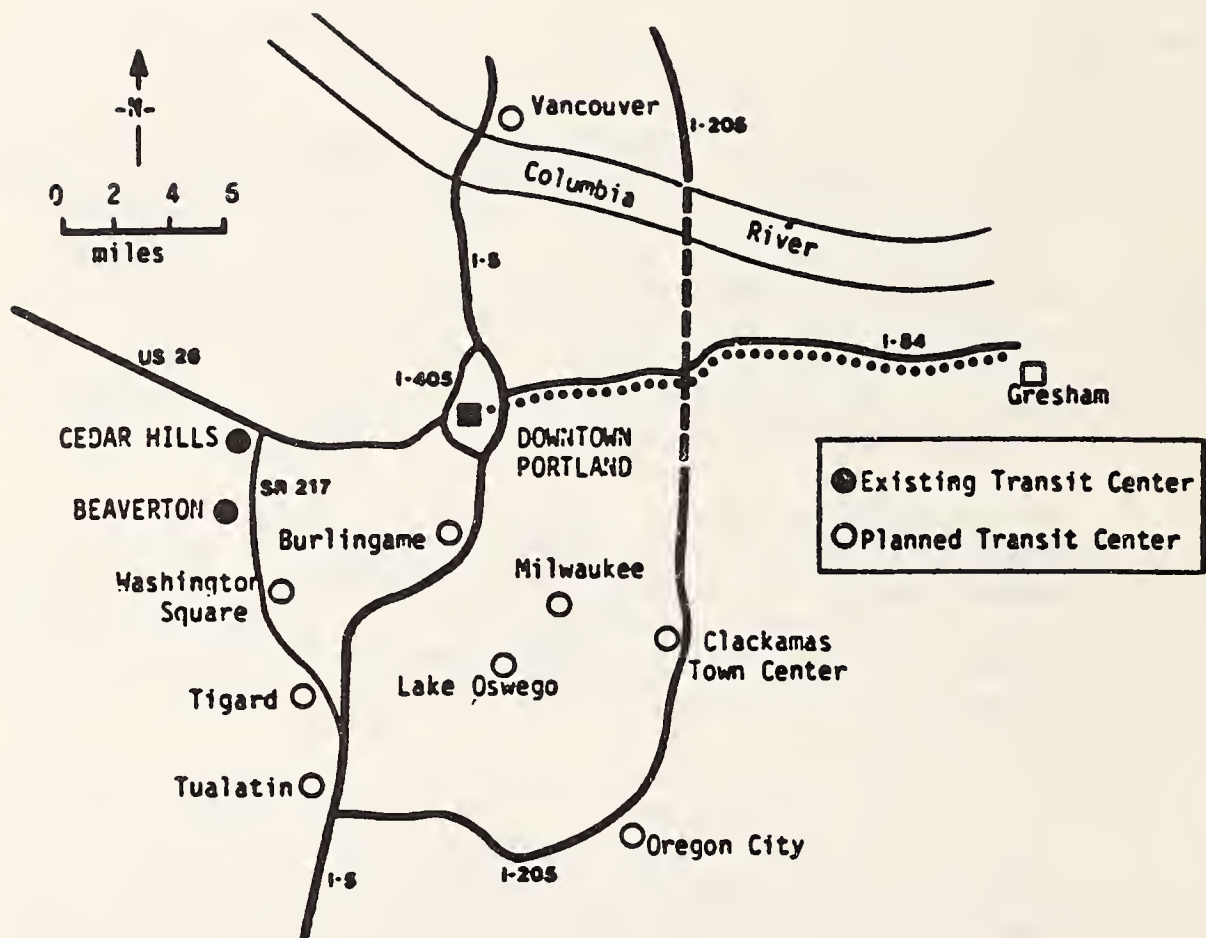 -N-
0 2 4 6
miles
Vancouver
I-205
Columbia
River
I-5
US 26
I-405
I-84
Gresham
CEDAR HILLS
DOWNTOWN
PORTLAND
SR 217
BEAVERTON
Existing Transit Center
Planned Transit Center
Burlingame
Milwaukee
Washington
Square
Clackamas
Town Center
Lake Oswego
Tigard
Tualatin
Oregon City
I-205
I-5